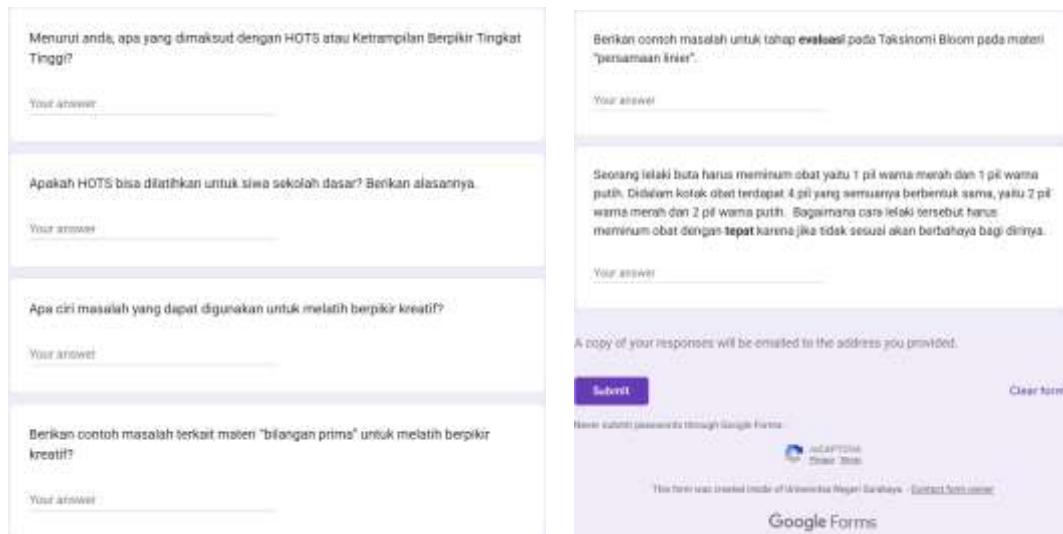 Menurut anda, apa yang dimaksud dengan HOTS atau Ketrampilan Berpikir Tingkat
Tinggi?
Your answer
Apakah HOTS bisa dilatihkan untuk siwa sekolah dasar? Berikan alasannya.
Your answer
Apa ciri masalah yang dapat digunakan untuk melatih berpikir kreatif?
Your answer
Berikan contoh masalah terkait materi "bilangan prima" untuk melatih berpikir
kreatif?
Your answer
Berikan contoh masalah untuk tahap evaluasi pada Taksinomi Bloom pada materi
"persamaan linier".
Your answer
Seorang lelaki buta harus meminum obat yaitu 1 pil warna merah dan 1 pil warna
putih. Didalam kotak obat terdapat 4 pil yang semuanya berbentuk sama, yaitu 2 pil
warna merah dan 2 pil warna putih. Bagaimana cara lelaki tersebut harus
meminum obat dengan tepat karena jika tidak sesuai akan berbahaya bagi dirinya.
Your answer
A copy of your responses will be emailed to the address you provided.
Submit
Clear form
Never submit passwords through Google Forms.
reCAPTCHA
This form was created inside of Universitas Negeri Surabaya. - Contact form owner
Google Forms